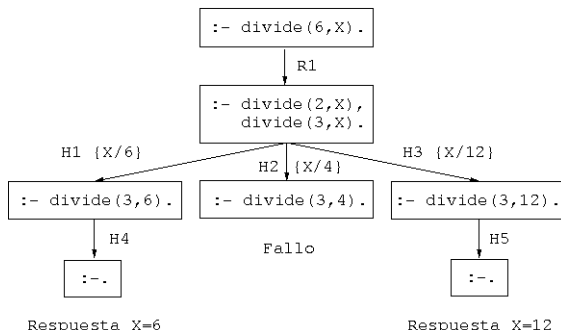 :- divide(6,X).
R1
:- divide(2,X),
divide(3,X).
H1 {X/6}
H2 {X/4}
H3 {X/12}
:- divide(3,6).
:- divide(3,4).
:- divide(3,12).
H4
Fallo
H5
:-.
:-.
Respuesta X=6
Respuesta X=12